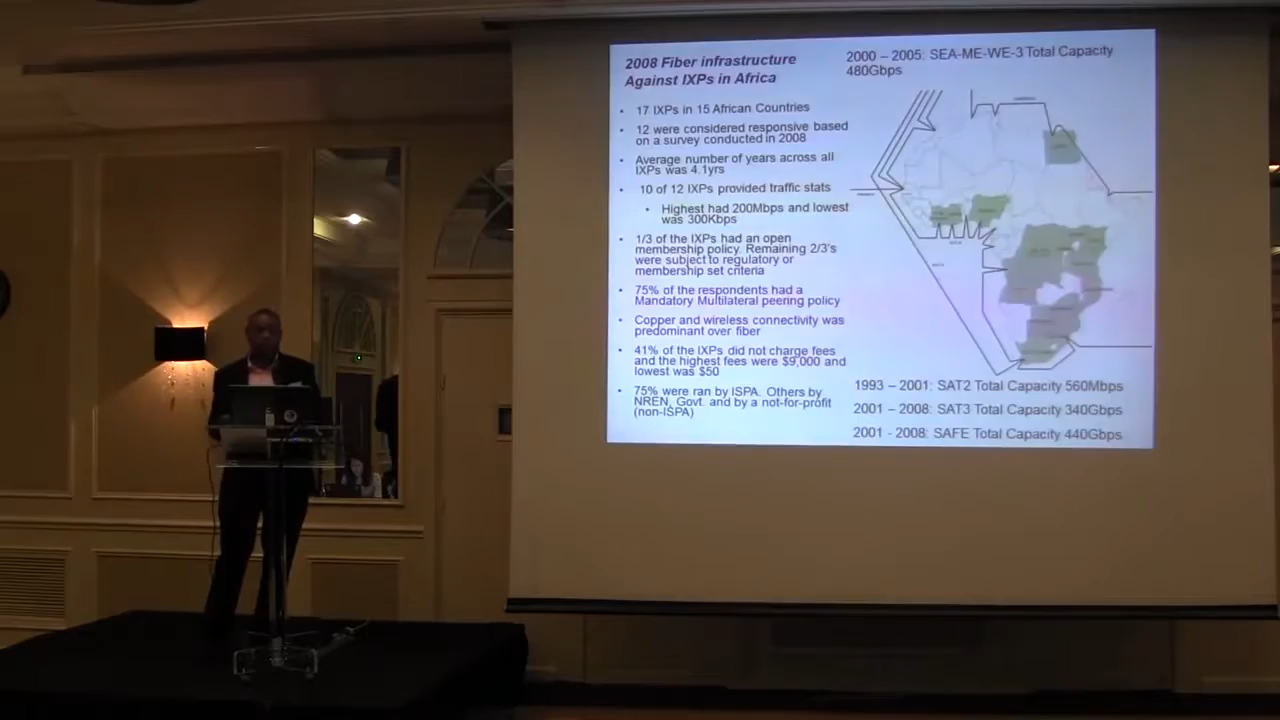 2008 Fiber infrastructure
Against IXPs in Africa
• 17 IXPs in 15 African Countries
• 12 were considered responsive based
on a survey conducted in 2008
• Average number of years across all
IXPs was 4.1yrs
• 10 of 12 IXPs provided traffic stats
• Highest had 200Mbps and lowest
was 300Kbps
• 1/3 of the IXPs had an open
membership policy. Remaining 2/3's
were subject to regulatory or
membership set criteria
• 75% of the respondents had a
Mandatory Multilateral peering policy
• Copper and wireless connectivity was
predominant over fiber
• 41% of the IXPs did not charge fees
and the highest fees were $9,000 and
lowest was $50
• 75% were ran by ISPA. Others by
NREN, Govt. and by a not-for-profit
(non-ISPA)
2000 – 2005: SEA-ME-WE-3 Total Capacity
480Gbps
1993 – 2001: SAT2 Total Capacity 560Mbps
2001 – 2008: SAT3 Total Capacity 340Gbps
2001 - 2008: SAFE Total Capacity 440Gbps